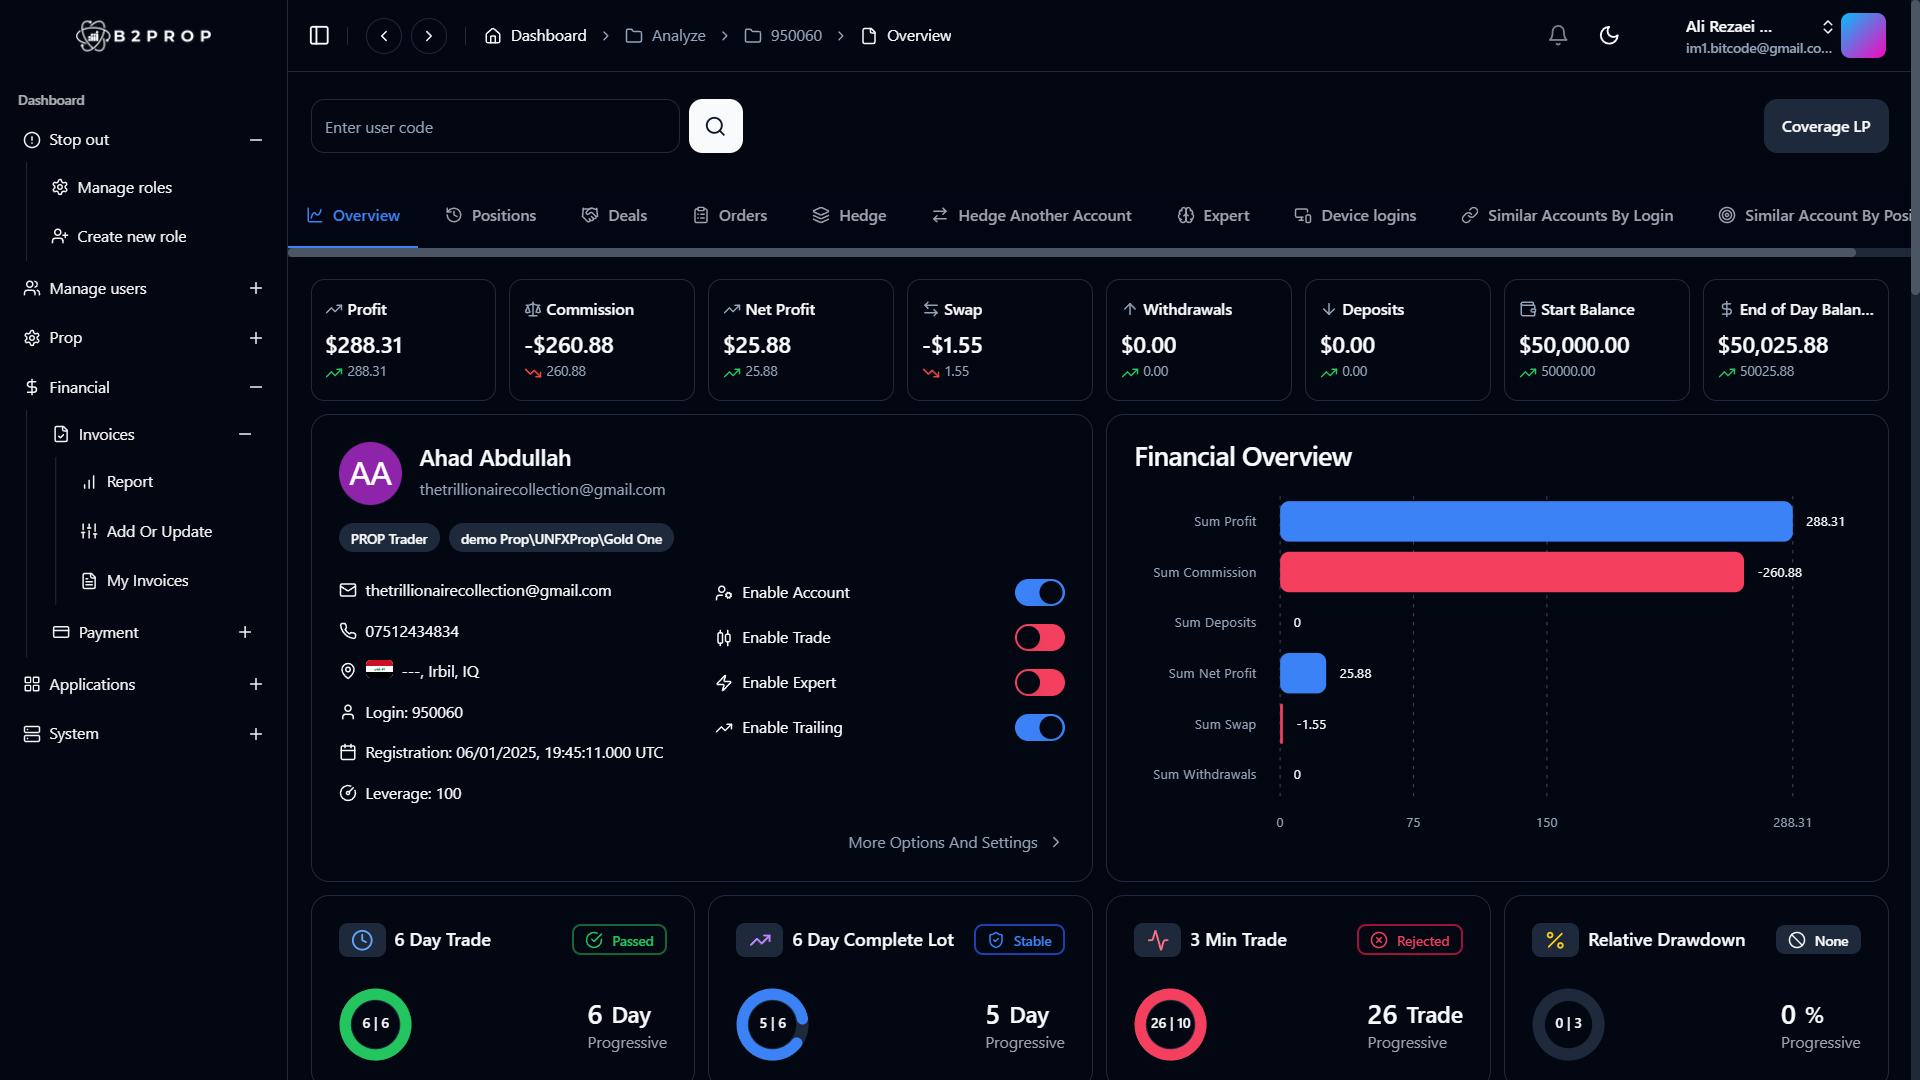 B2PROP
Dashboard
Stop out
Manage roles
Create new role
Manage users
Prop
Financial
Invoices
Report
Add Or Update
My Invoices
Payment
Applications
System
Dashboard > Analyze > 950060 > Overview
Ali Rezaei ...
im1.bitcode@gmail.co...
Enter user code
Coverage LP
Overview Positions Deals Orders Hedge Hedge Another Account Expert Device logins Similar Accounts By Login Similar Account By Posi
Profit
$288.31
288.31
Commission
-$260.88
260.88
Net Profit
$25.88
25.88
Swap
-$1.55
1.55
Withdrawals
$0.00
0.00
Deposits
$0.00
0.00
Start Balance
$50,000.00
50000.00
End of Day Balan...
$50,025.88
50025.88
AA
Ahad Abdullah
thetrillionairecollection@gmail.com
PROP Trader
demo Prop\UNFXProp\Gold One
thetrillionairecollection@gmail.com
07512434834
---, Irbil, IQ
Login: 950060
Registration: 06/01/2025, 19:45:11.000 UTC
Leverage: 100
Enable Account
Enable Trade
Enable Expert
Enable Trailing
More Options And Settings
Financial Overview
Sum Profit 288.31
Sum Commission -260.88
Sum Deposits 0
Sum Net Profit 25.88
Sum Swap -1.55
Sum Withdrawals 0
0 75 150 288.31
6 Day Trade
Passed
6 | 6
6 Day
Progressive
6 Day Complete Lot
Stable
5 | 6
5 Day
Progressive
3 Min Trade
Rejected
26 | 10
26 Trade
Progressive
Relative Drawdown
None
0 | 3
0 %
Progressive